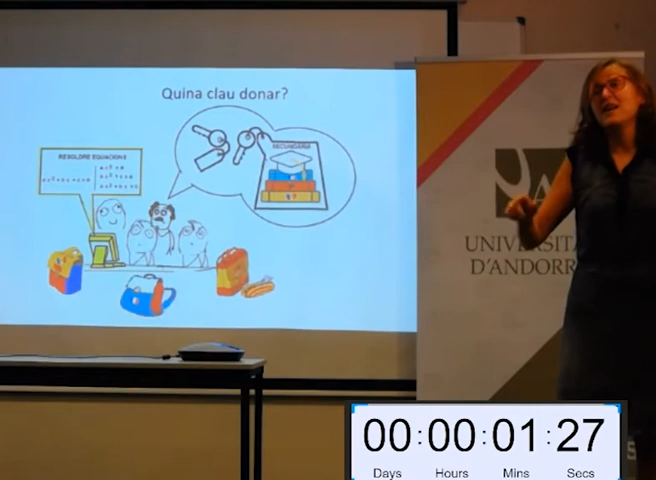 Quina clau donar?
RESOLDRE EQUACIONS
SECUNDÀRIA
UNIVERSITA
D'ANDORR
00:00:01:27
Days Hours Mins Secs